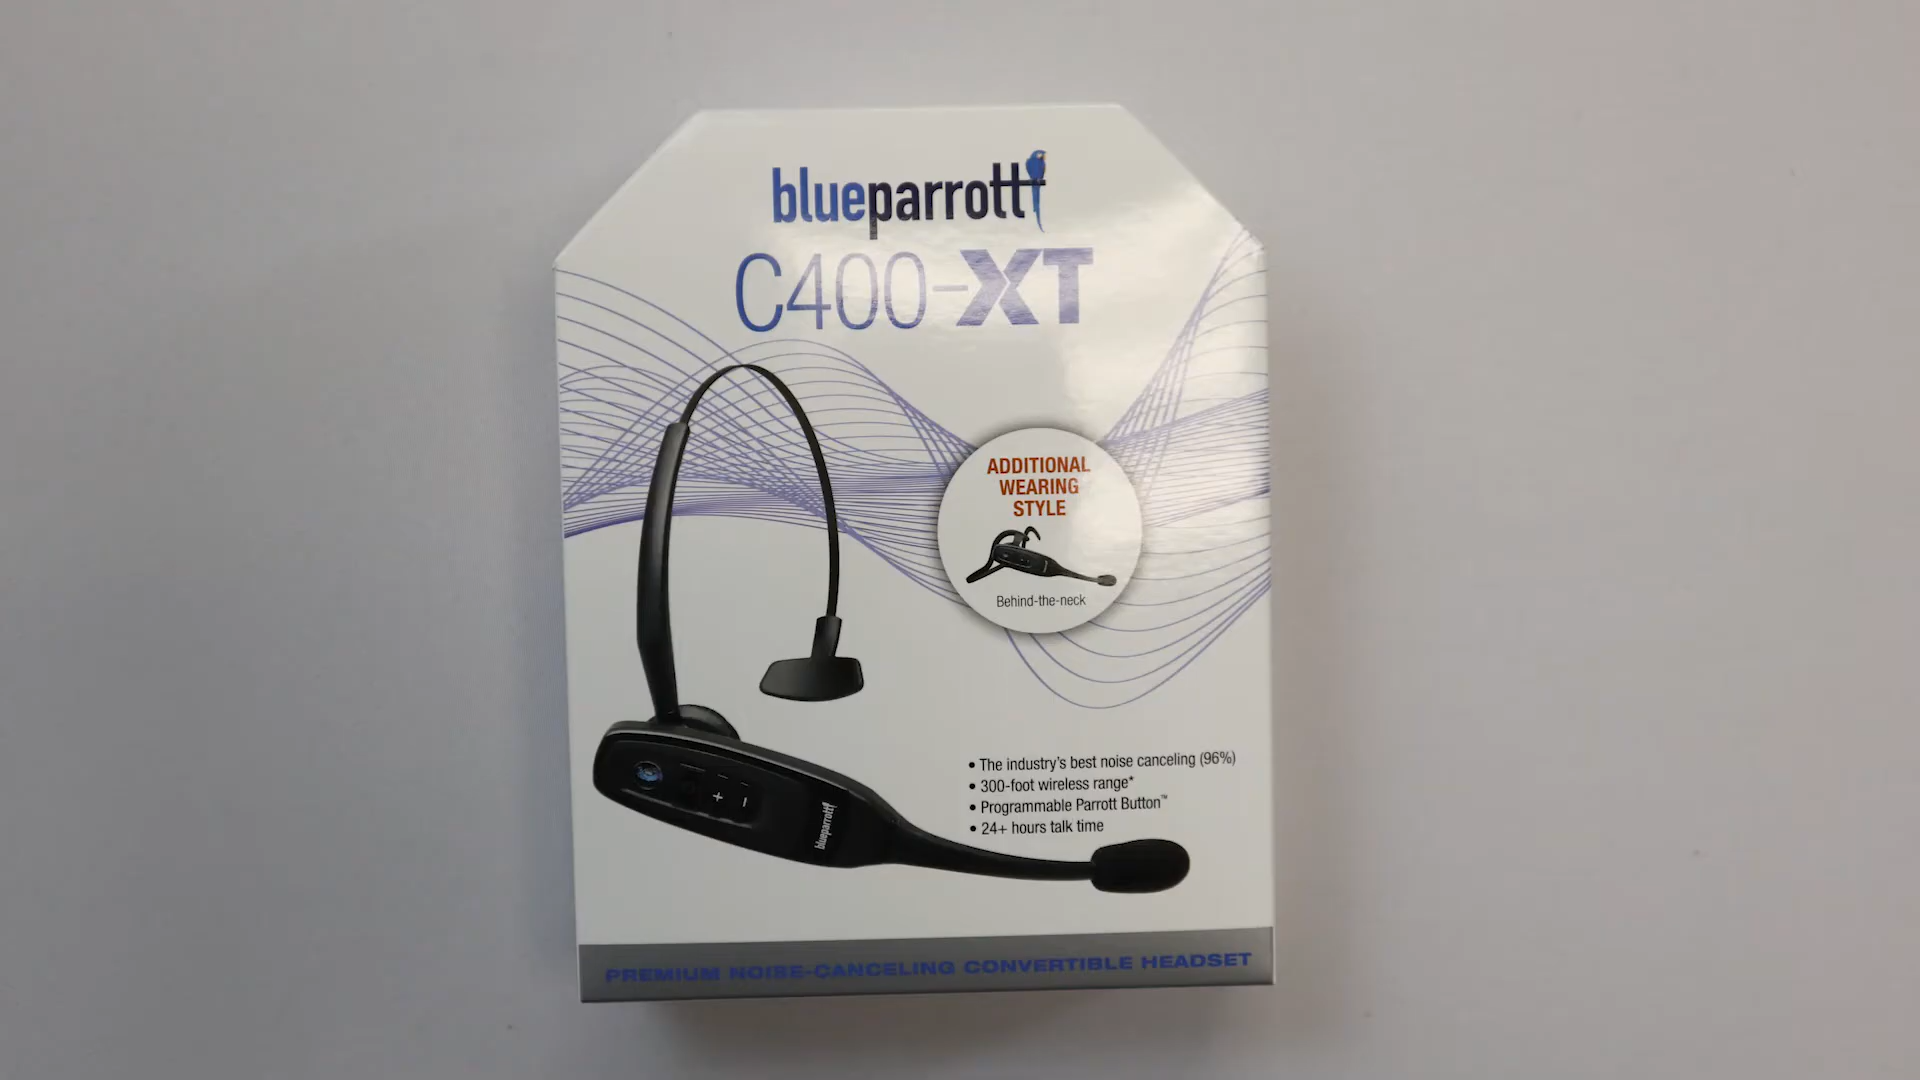 blueparrott
C400-XT
ADDITIONAL
WEARING
STYLE
Behind-the-neck
• The industry's best noise canceling (96%)
• 300-foot wireless range*
• Programmable Parrott Button™
• 24+ hours talk time
+ –
blueparrott
PREMIUM NOISE-CANCELING CONVERTIBLE HEADSET